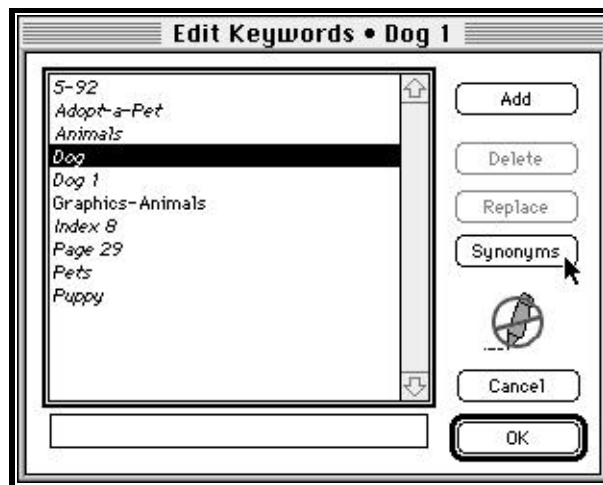 Edit Keywords • Dog 1
5-92
Adopt-a-Pet
Animals
Dog
Dog 1
Graphics-Animals
Index 8
Page 29
Pets
Puppy
Add
Delete
Replace
Synonyms
Cancel
OK